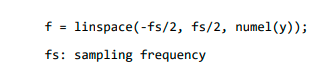 f = linspace(-fs/2, fs/2, numel(y));
fs: sampling frequency